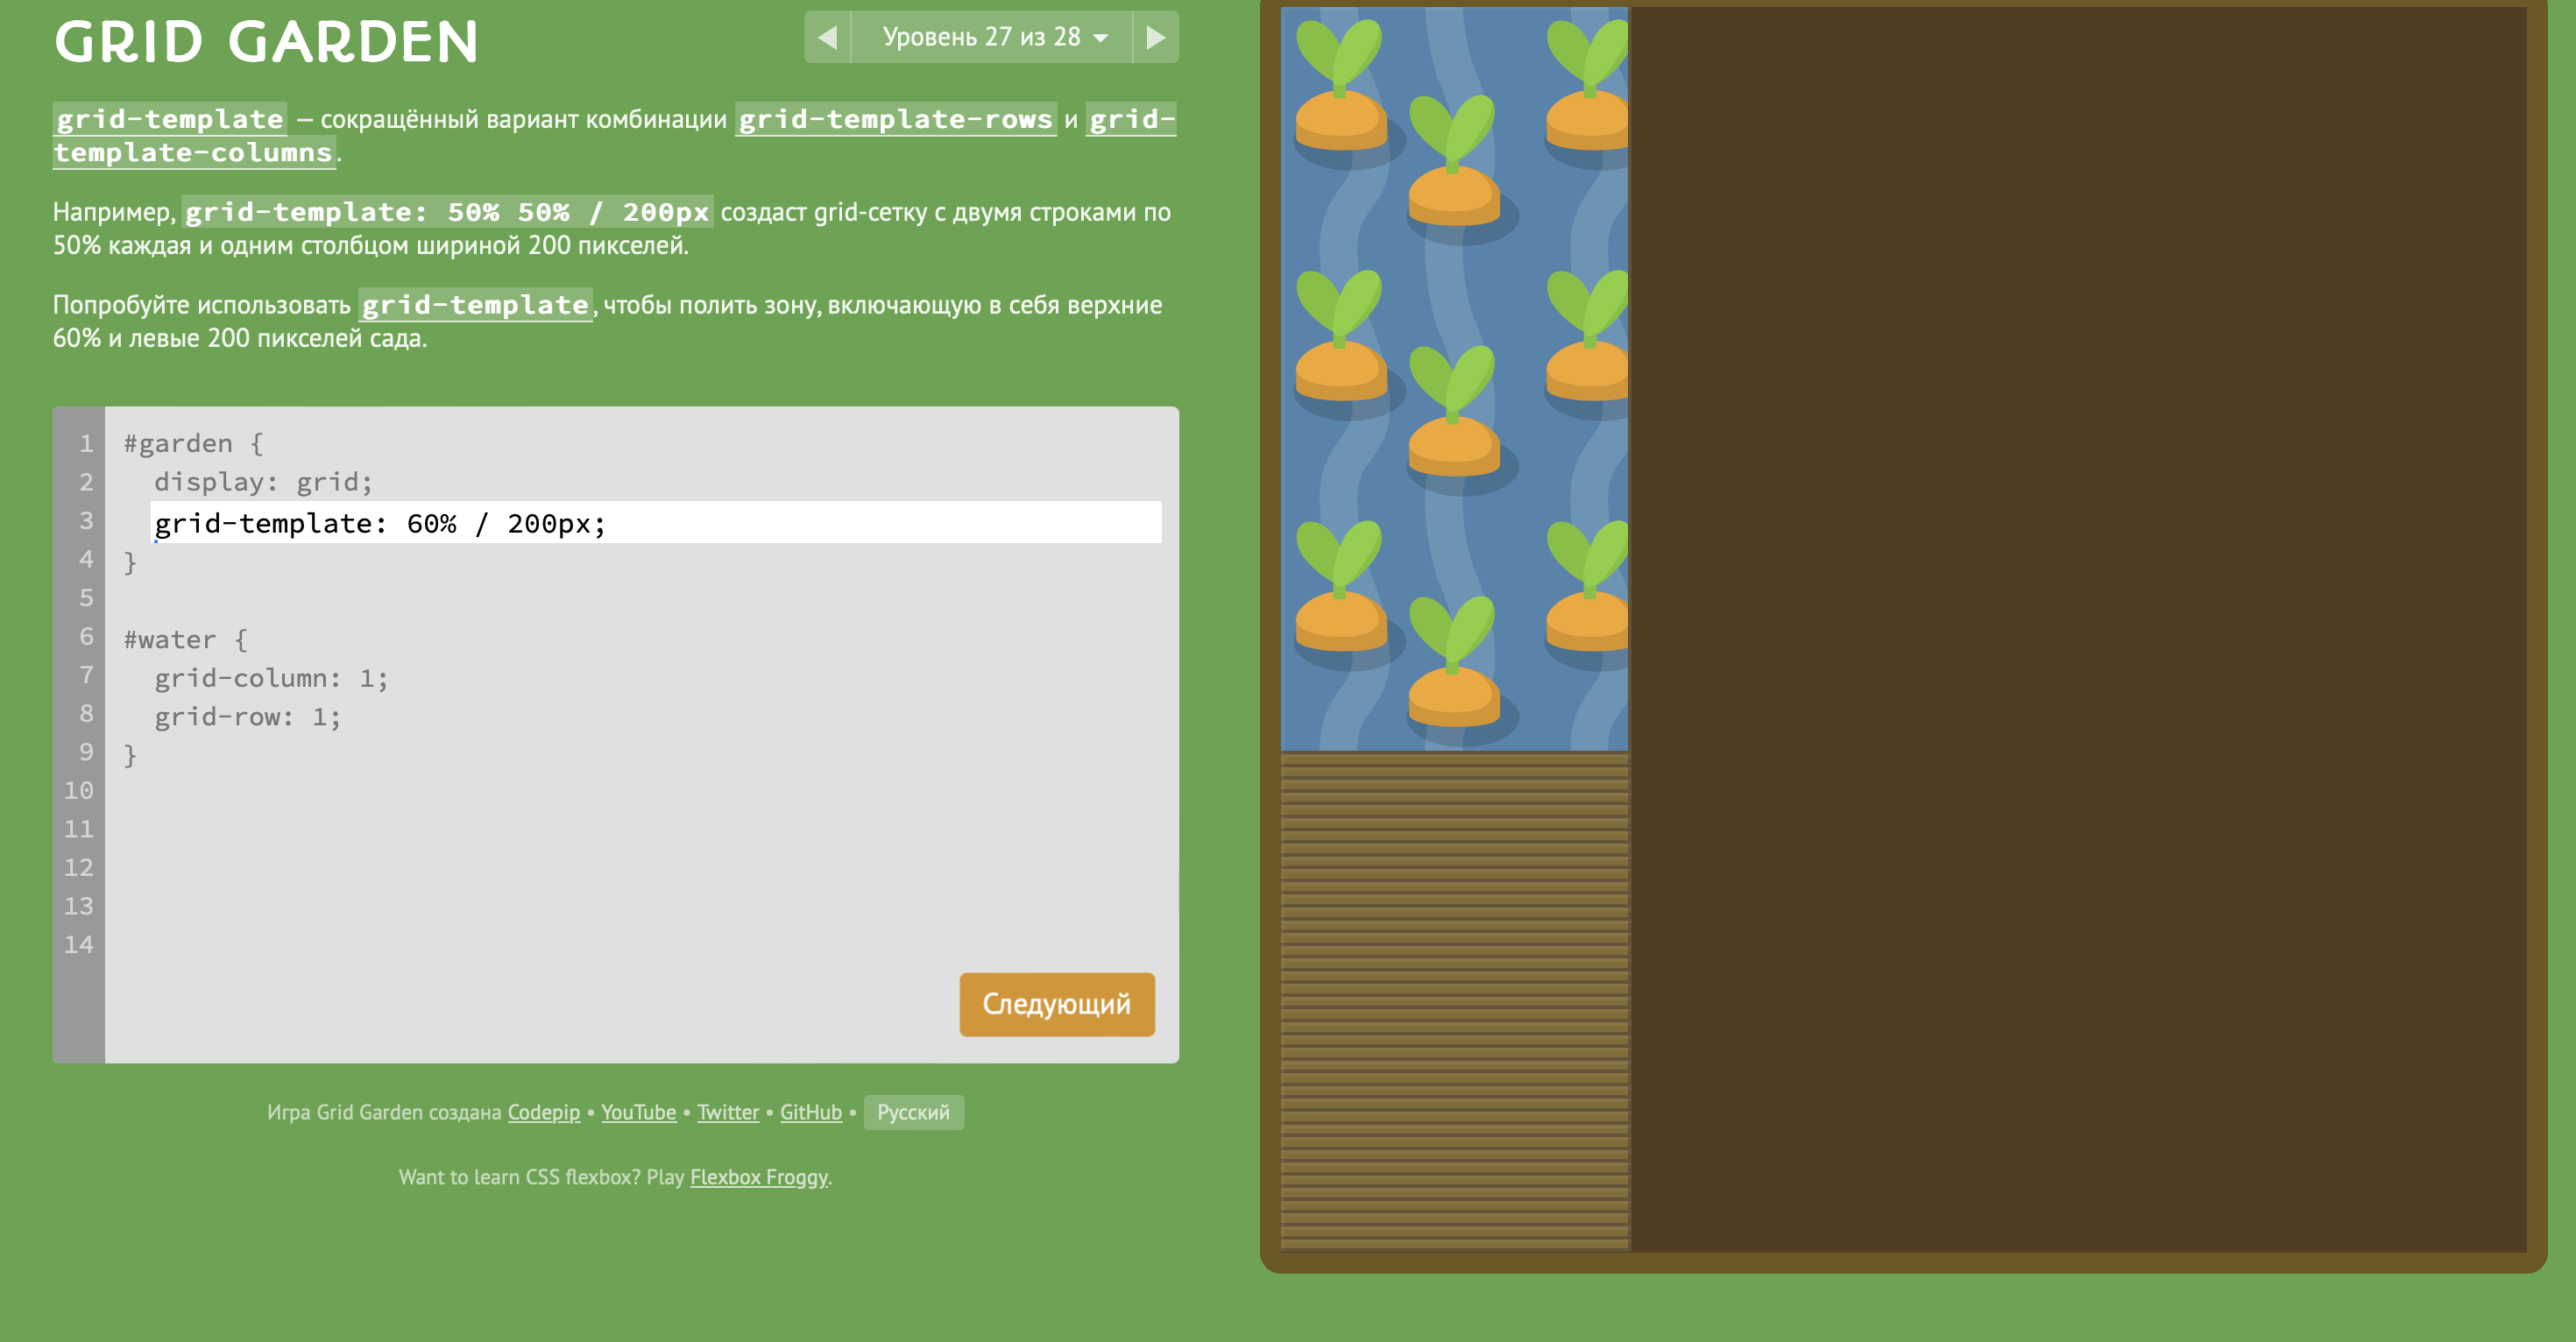 GRID GARDEN
Уровень 27 из 28
grid-template — сокращённый вариант комбинации grid-template-rows и grid-
template-columns.
Например, grid-template: 50% 50% / 200px создаст grid-сетку с двумя строками по
50% каждая и одним столбцом шириной 200 пикселей.
Попробуйте использовать grid-template, чтобы полить зону, включающую в себя верхние
60% и левые 200 пикселей сада.
1 #garden {
2 display: grid;
3 grid-template: 60% / 200px;
4 }
5
6 #water {
7 grid-column: 1;
8 grid-row: 1;
9 }
10
11
12
13
14
Следующий
Игра Grid Garden создана Codepip • YouTube • Twitter • GitHub • Русский
Want to learn CSS flexbox? Play Flexbox Froggy.